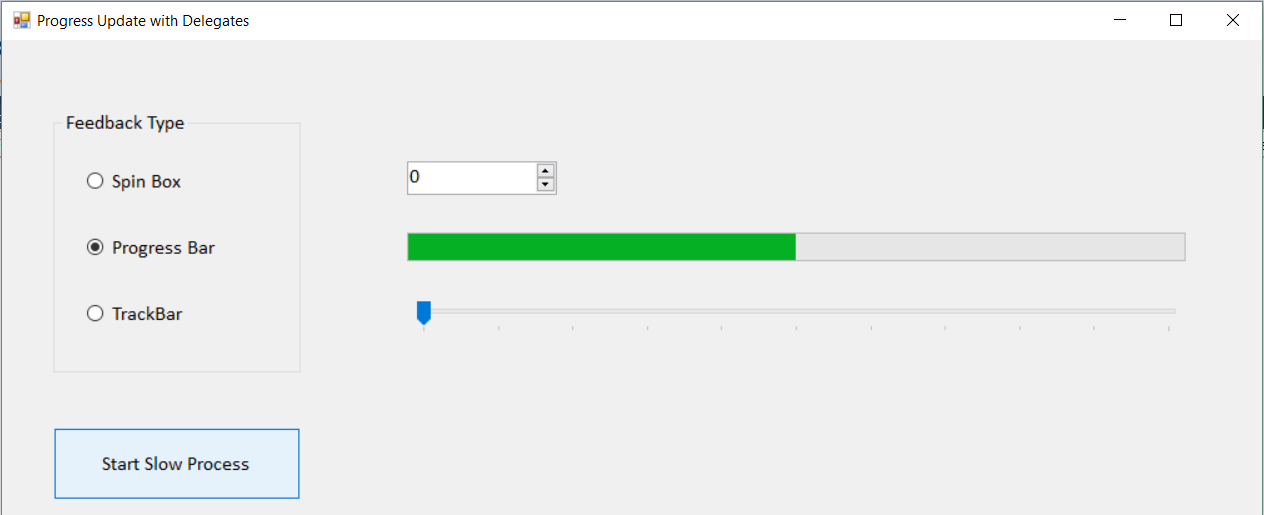 Progress Update with Delegates
Feedback Type
Spin Box
0
Progress Bar
TrackBar
Start Slow Process